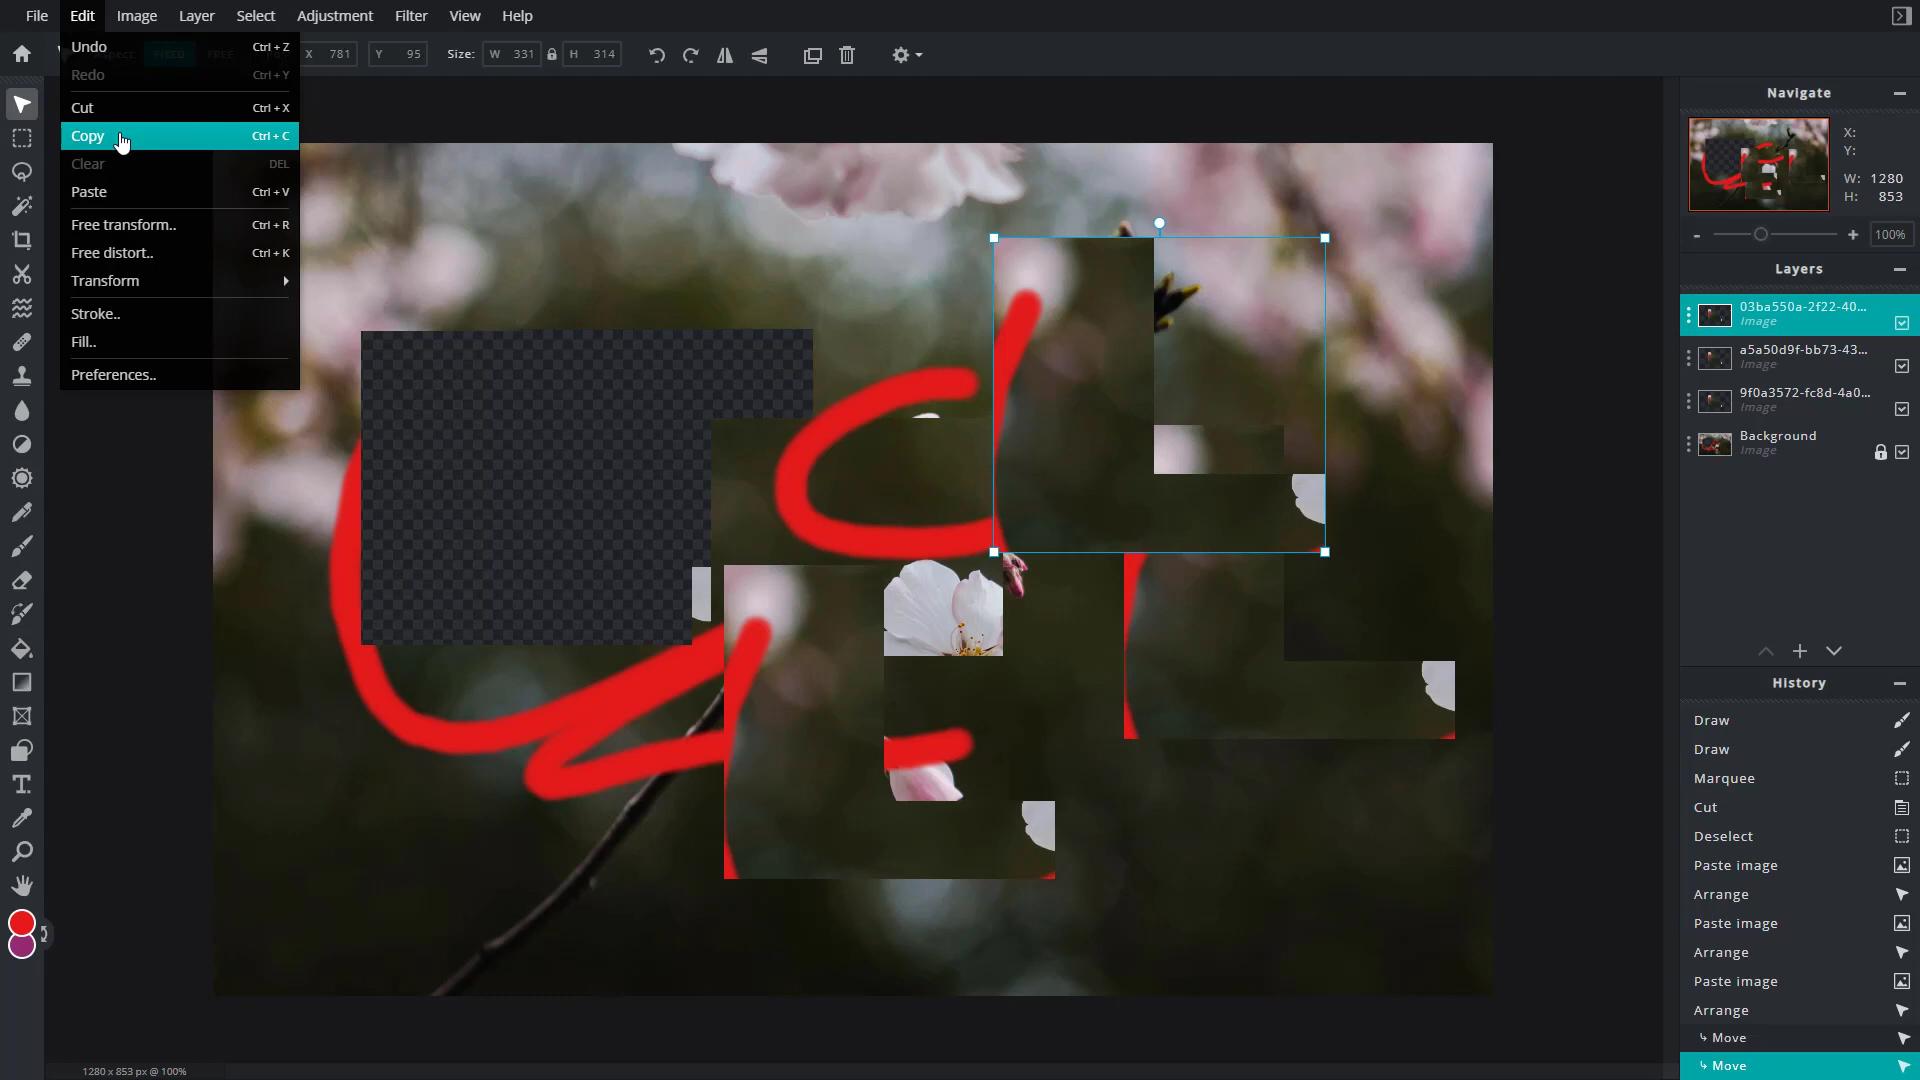 File Edit Image Layer Select Adjustment Filter View Help
Undo Ctrl + Z
X 781 Y 95 Size: W 331 H 314
Redo Ctrl + Y
Cut Ctrl + X
Copy Ctrl + C
Clear DEL
Paste Ctrl + V
Free transform.. Ctrl + R
Free distort.. Ctrl + K
Transform
Stroke..
Fill..
Preferences..
Navigate
X:
Y:
W: 1280
H: 853
100%
Layers
03ba550a-2f22-40...
Image
a5a50d9f-bb73-43...
Image
9f0a3572-fc8d-4a0...
Image
Background
Image
History
Draw
Draw
Marquee
Cut
Deselect
Paste image
Arrange
Paste image
Arrange
Paste image
Arrange
Move
Move
1280 x 853 px @ 100%